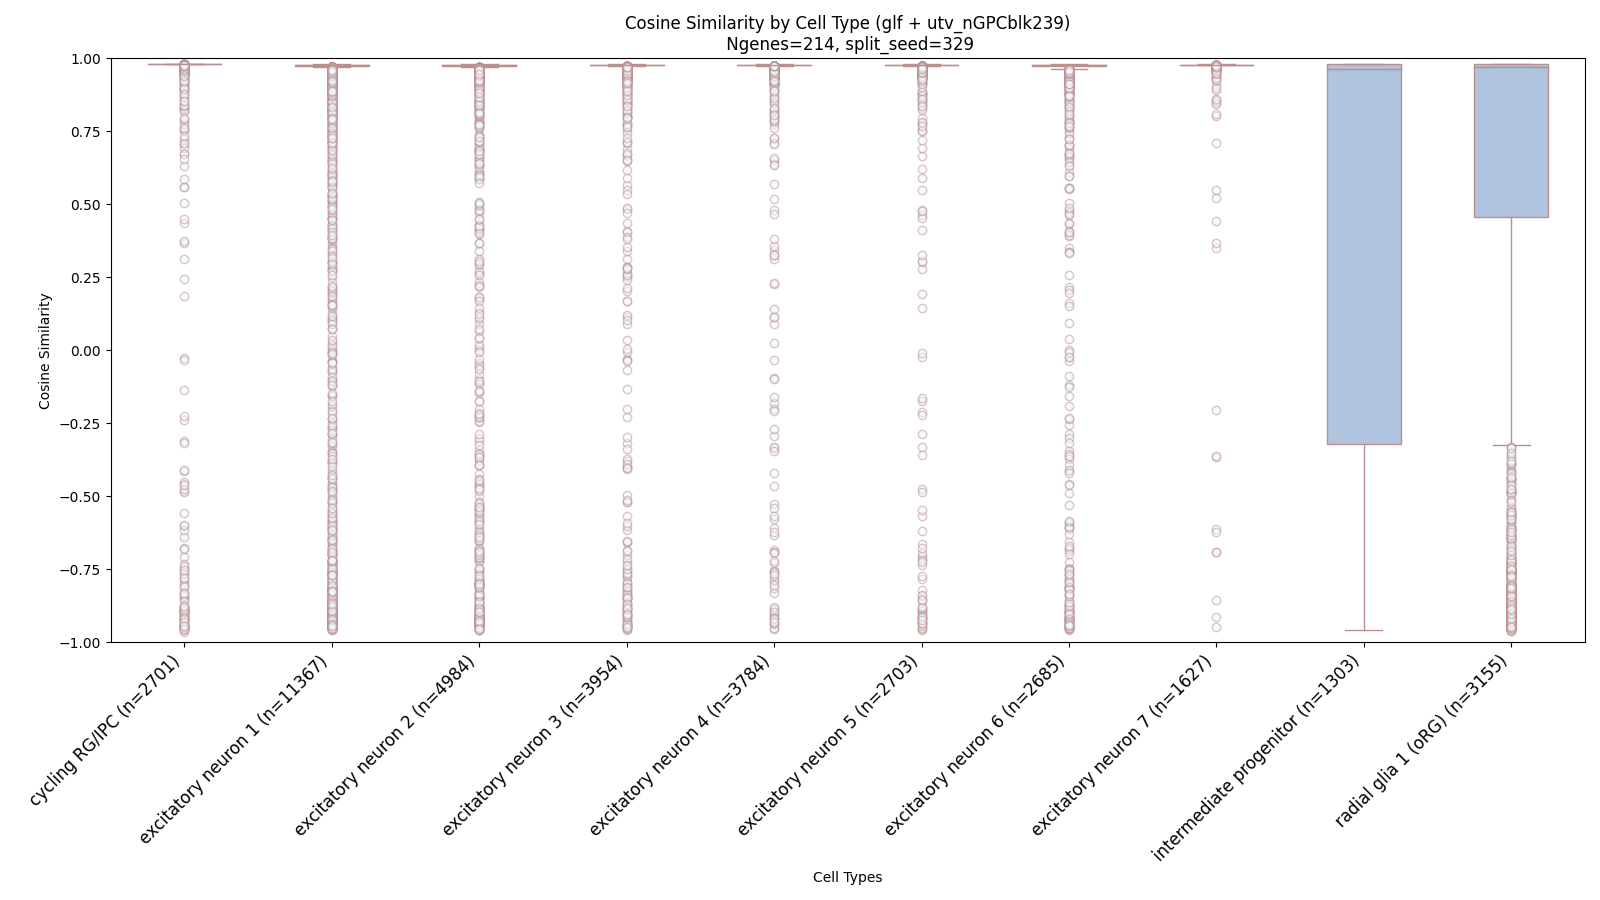 Cosine Similarity by Cell Type (glf + utv_nGPCblk239)
Ngenes=214, split_seed=329
1.00
0.75
0.50
0.25
0.00
−0.25
−0.50
−0.75
−1.00
Cosine Similarity
cycling RG/IPC (n=2701)
excitatory neuron 1 (n=11367)
excitatory neuron 2 (n=4984)
excitatory neuron 3 (n=3954)
excitatory neuron 4 (n=3784)
excitatory neuron 5 (n=2703)
excitatory neuron 6 (n=2685)
excitatory neuron 7 (n=1627)
intermediate progenitor (n=1303)
radial glia 1 (oRG) (n=3155)
Cell Types